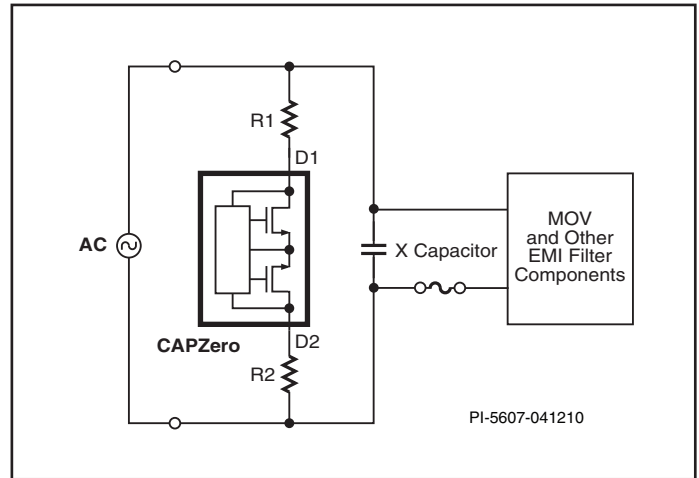 R1
D1
AC
X Capacitor
MOV
and Other
EMI Filter
Components
CAPZero
D2
R2
PI-5607-041210